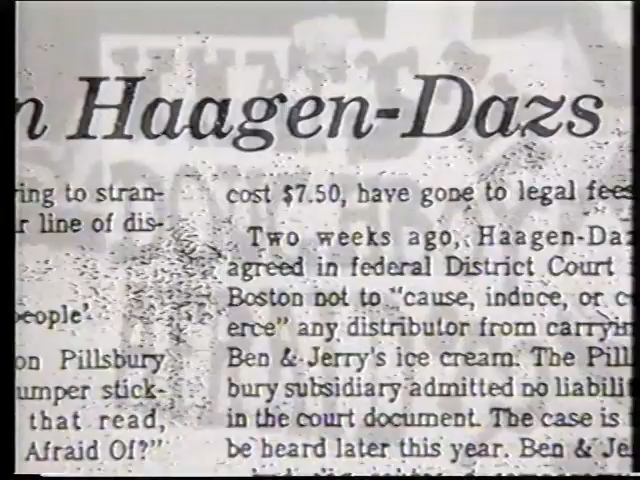 n Haagen-Dazs
ing to stran-
r line of dis-
people'
on Pillsbury
umper stick-
that read,
Afraid Of?"
cost $7.50, have gone to legal fees
Two weeks ago, Haagen-Daz
agreed in federal District Court
Boston not to "cause, induce, or c
erce" any distributor from carryin
Ben & Jerry's ice cream. The Pill
bury subsidiary admitted no liabili
in the court document. The case is
be heard later this year. Ben & Je